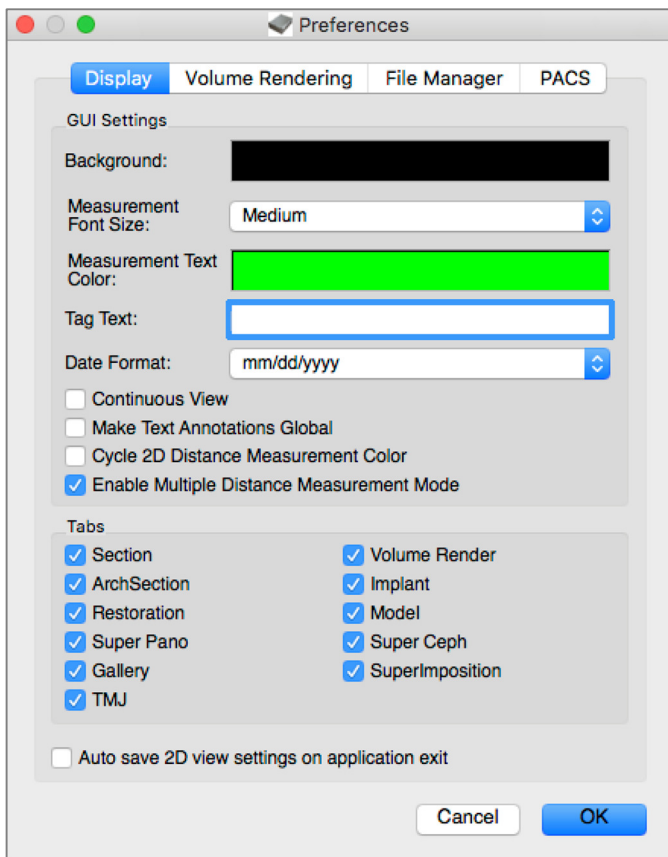 Preferences
Display Volume Rendering File Manager PACS
GUI Settings
Background:
Measurement
Font Size:
Medium
Measurement Text
Color:
Tag Text:
Date Format:
mm/dd/yyyy
Continuous View
Make Text Annotations Global
Cycle 2D Distance Measurement Color
Enable Multiple Distance Measurement Mode
Tabs
Section Volume Render
ArchSection Implant
Restoration Model
Super Pano Super Ceph
Gallery SuperImposition
TMJ
Auto save 2D view settings on application exit
Cancel OK